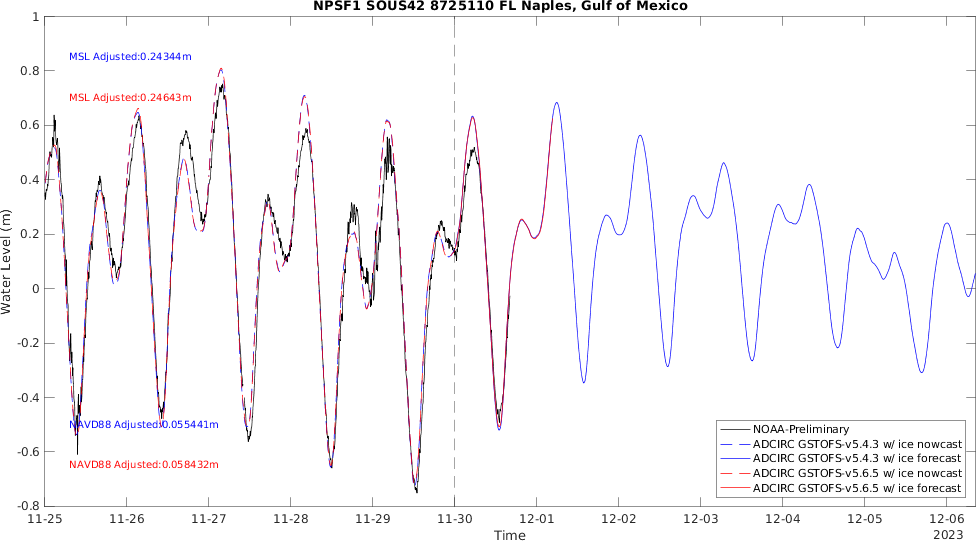 NPSF1 SOUS42 8725110 FL Naples, Gulf of Mexico
1
0.8
0.6
0.4
0.2
0
-0.2
-0.4
-0.6
-0.8
Water Level (m)
MSL Adjusted:0.24344m
MSL Adjusted:0.24643m
NAVD88 Adjusted:0.055441m
NAVD88 Adjusted:0.058432m
NOAA-Preliminary
ADCIRC GSTOFS-v5.4.3 w/ ice nowcast
ADCIRC GSTOFS-v5.4.3 w/ ice forecast
ADCIRC GSTOFS-v5.6.5 w/ ice nowcast
ADCIRC GSTOFS-v5.6.5 w/ ice forecast
11-25 11-26 11-27 11-28 11-29 11-30 12-01 12-02 12-03 12-04 12-05 12-06
Time 2023